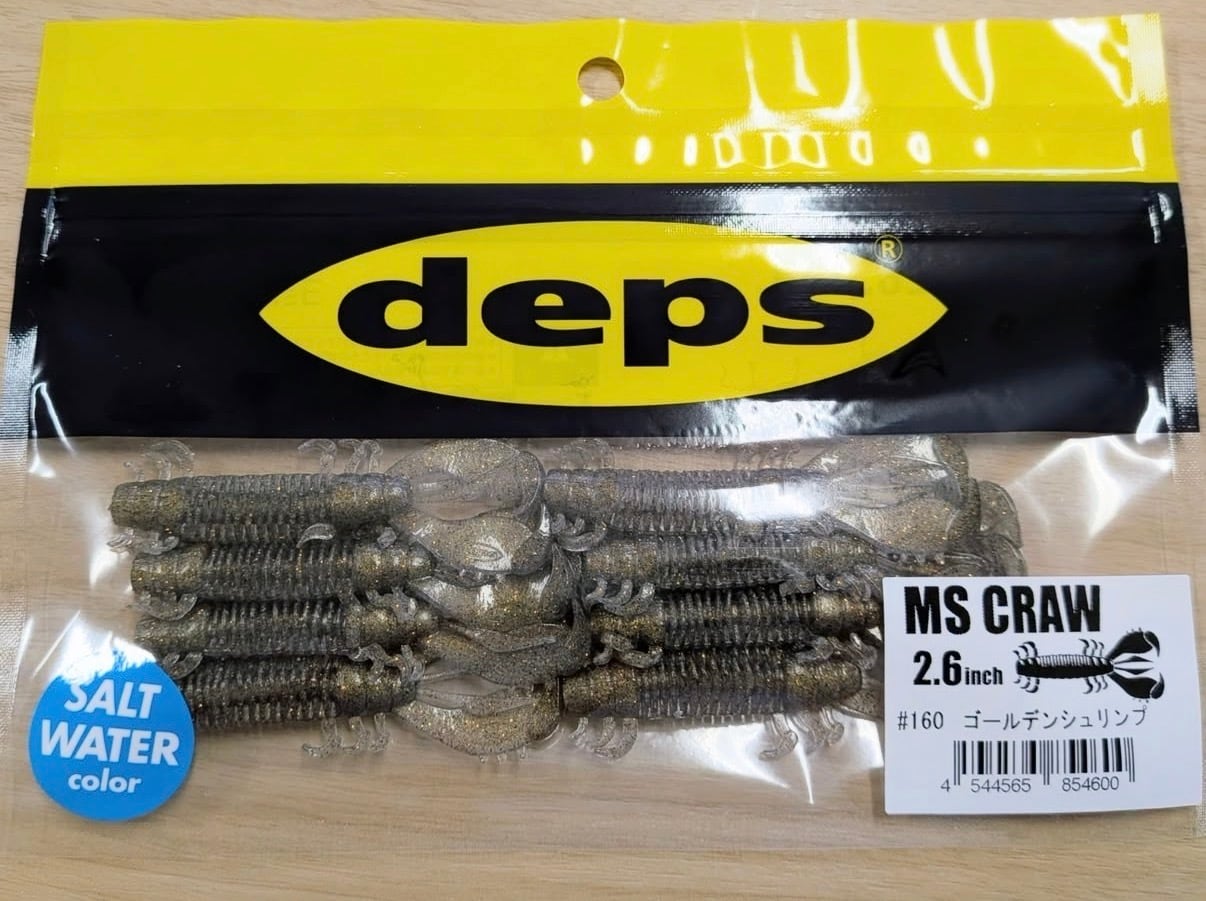 deps®
SALT
WATER
color
MS CRAW
2.6inch
#160 ゴールデンシュリンプ
4 544565 854600